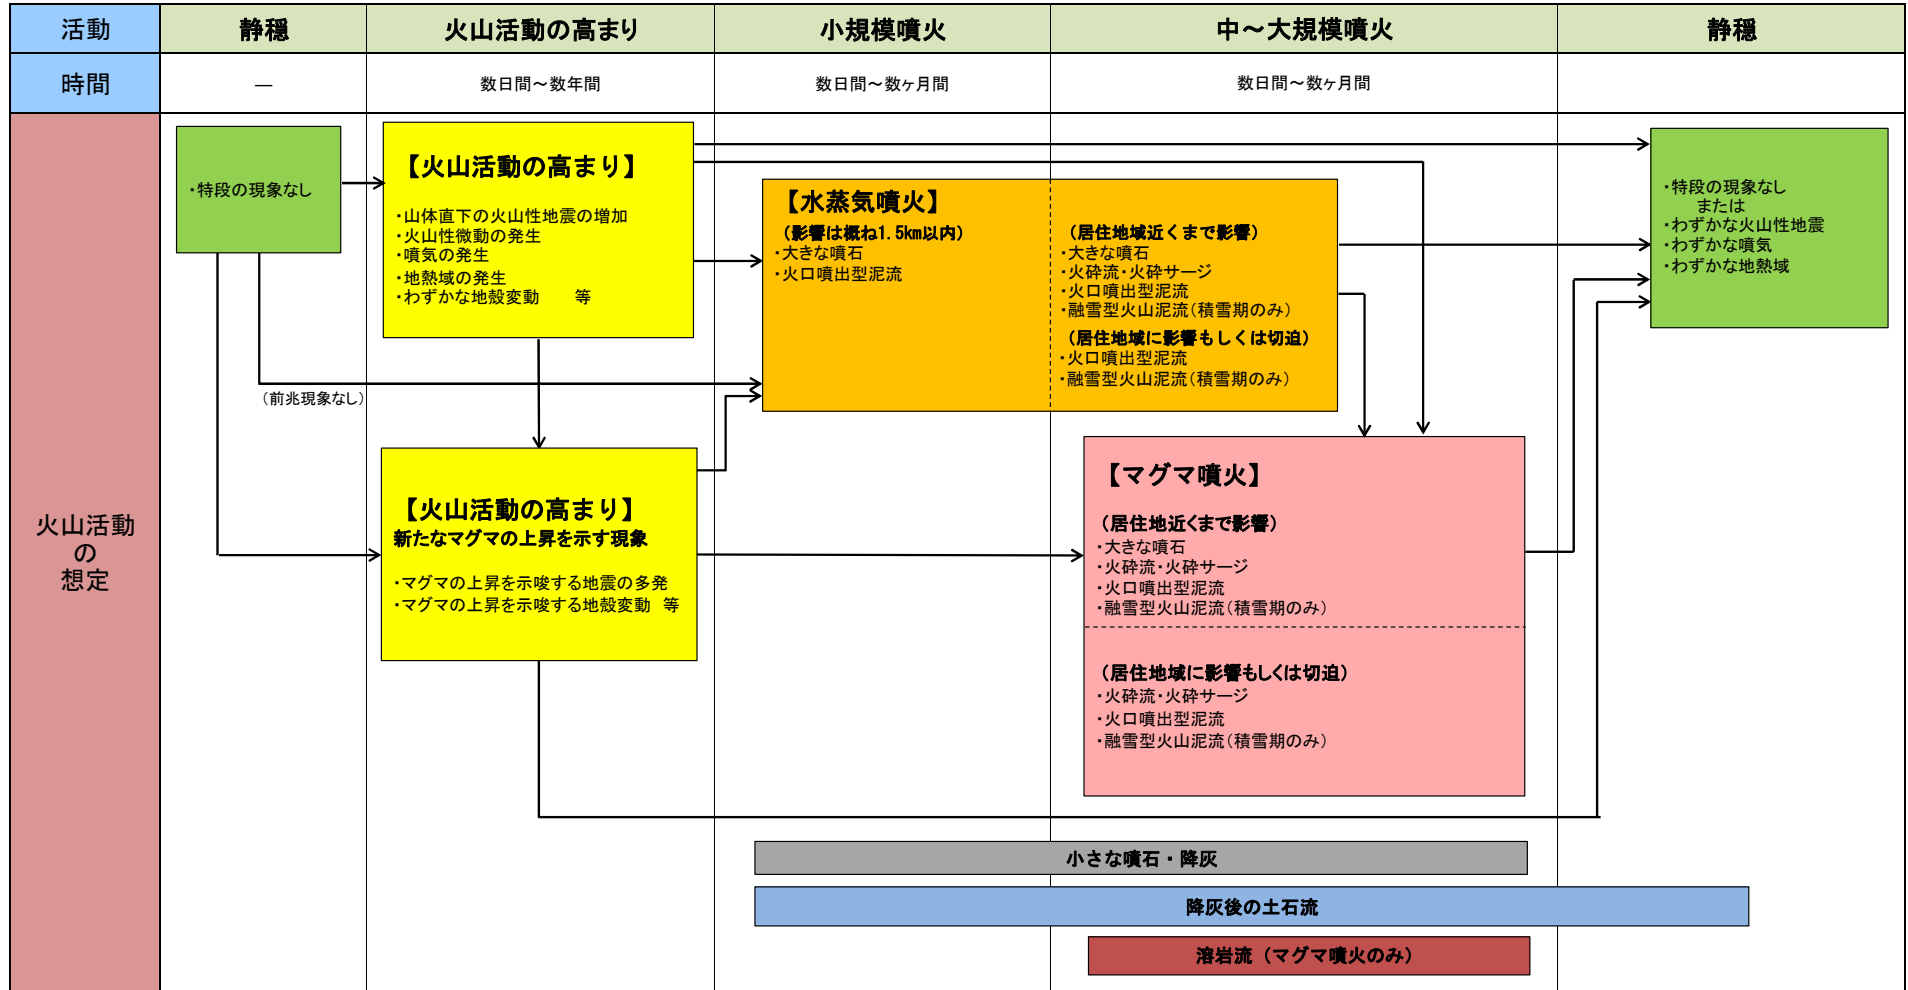 活動
静穏
火山活動の高まり
小規模噴火
中～大規模噴火
静穏
時間
―
数日間～数年間
数日間～数ヶ月間
数日間～数ヶ月間
火山活動
の
想定
・特段の現象なし
【火山活動の高まり】
・山体直下の火山性地震の増加
・火山性微動の発生
・噴気の発生
・地熱域の発生
・わずかな地殻変動　　等
（前兆現象なし）
【火山活動の高まり】
新たなマグマの上昇を示す現象
・マグマの上昇を示唆する地震の多発
・マグマの上昇を示唆する地殻変動　等
【水蒸気噴火】
（影響は概ね1.5km以内）
・大きな噴石
・火口噴出型泥流
（居住地域近くまで影響）
・大きな噴石
・火砕流・火砕サージ
・火口噴出型泥流
・融雪型火山泥流（積雪期のみ）
（居住地域に影響もしくは切迫）
・火口噴出型泥流
・融雪型火山泥流（積雪期のみ）
【マグマ噴火】
（居住地近くまで影響）
・大きな噴石
・火砕流・火砕サージ
・火口噴出型泥流
・融雪型火山泥流（積雪期のみ）
（居住地域に影響もしくは切迫）
・火砕流・火砕サージ
・火口噴出型泥流
・融雪型火山泥流（積雪期のみ）
・特段の現象なし
または
・わずかな火山性地震
・わずかな噴気
・わずかな地熱域
小さな噴石・降灰
降灰後の土石流
溶岩流（マグマ噴火のみ）